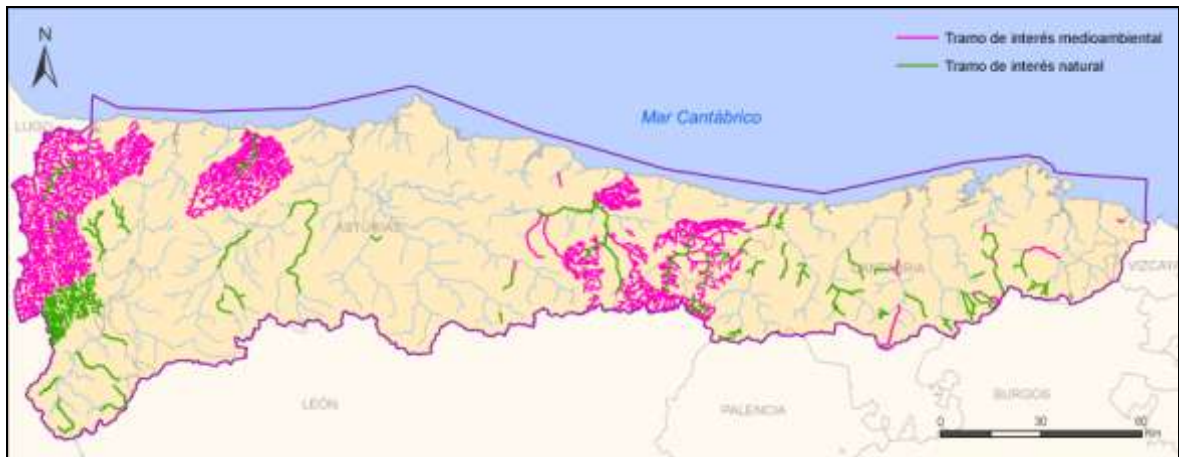 N
Tramo de interés medioambiental
Tramo de interés natural
Mar Cantábrico
LUGO
ASTURIAS
CANTABRIA
VIZCAYA
LEÓN
PALENCIA
BURGOS
0 30 60
Km